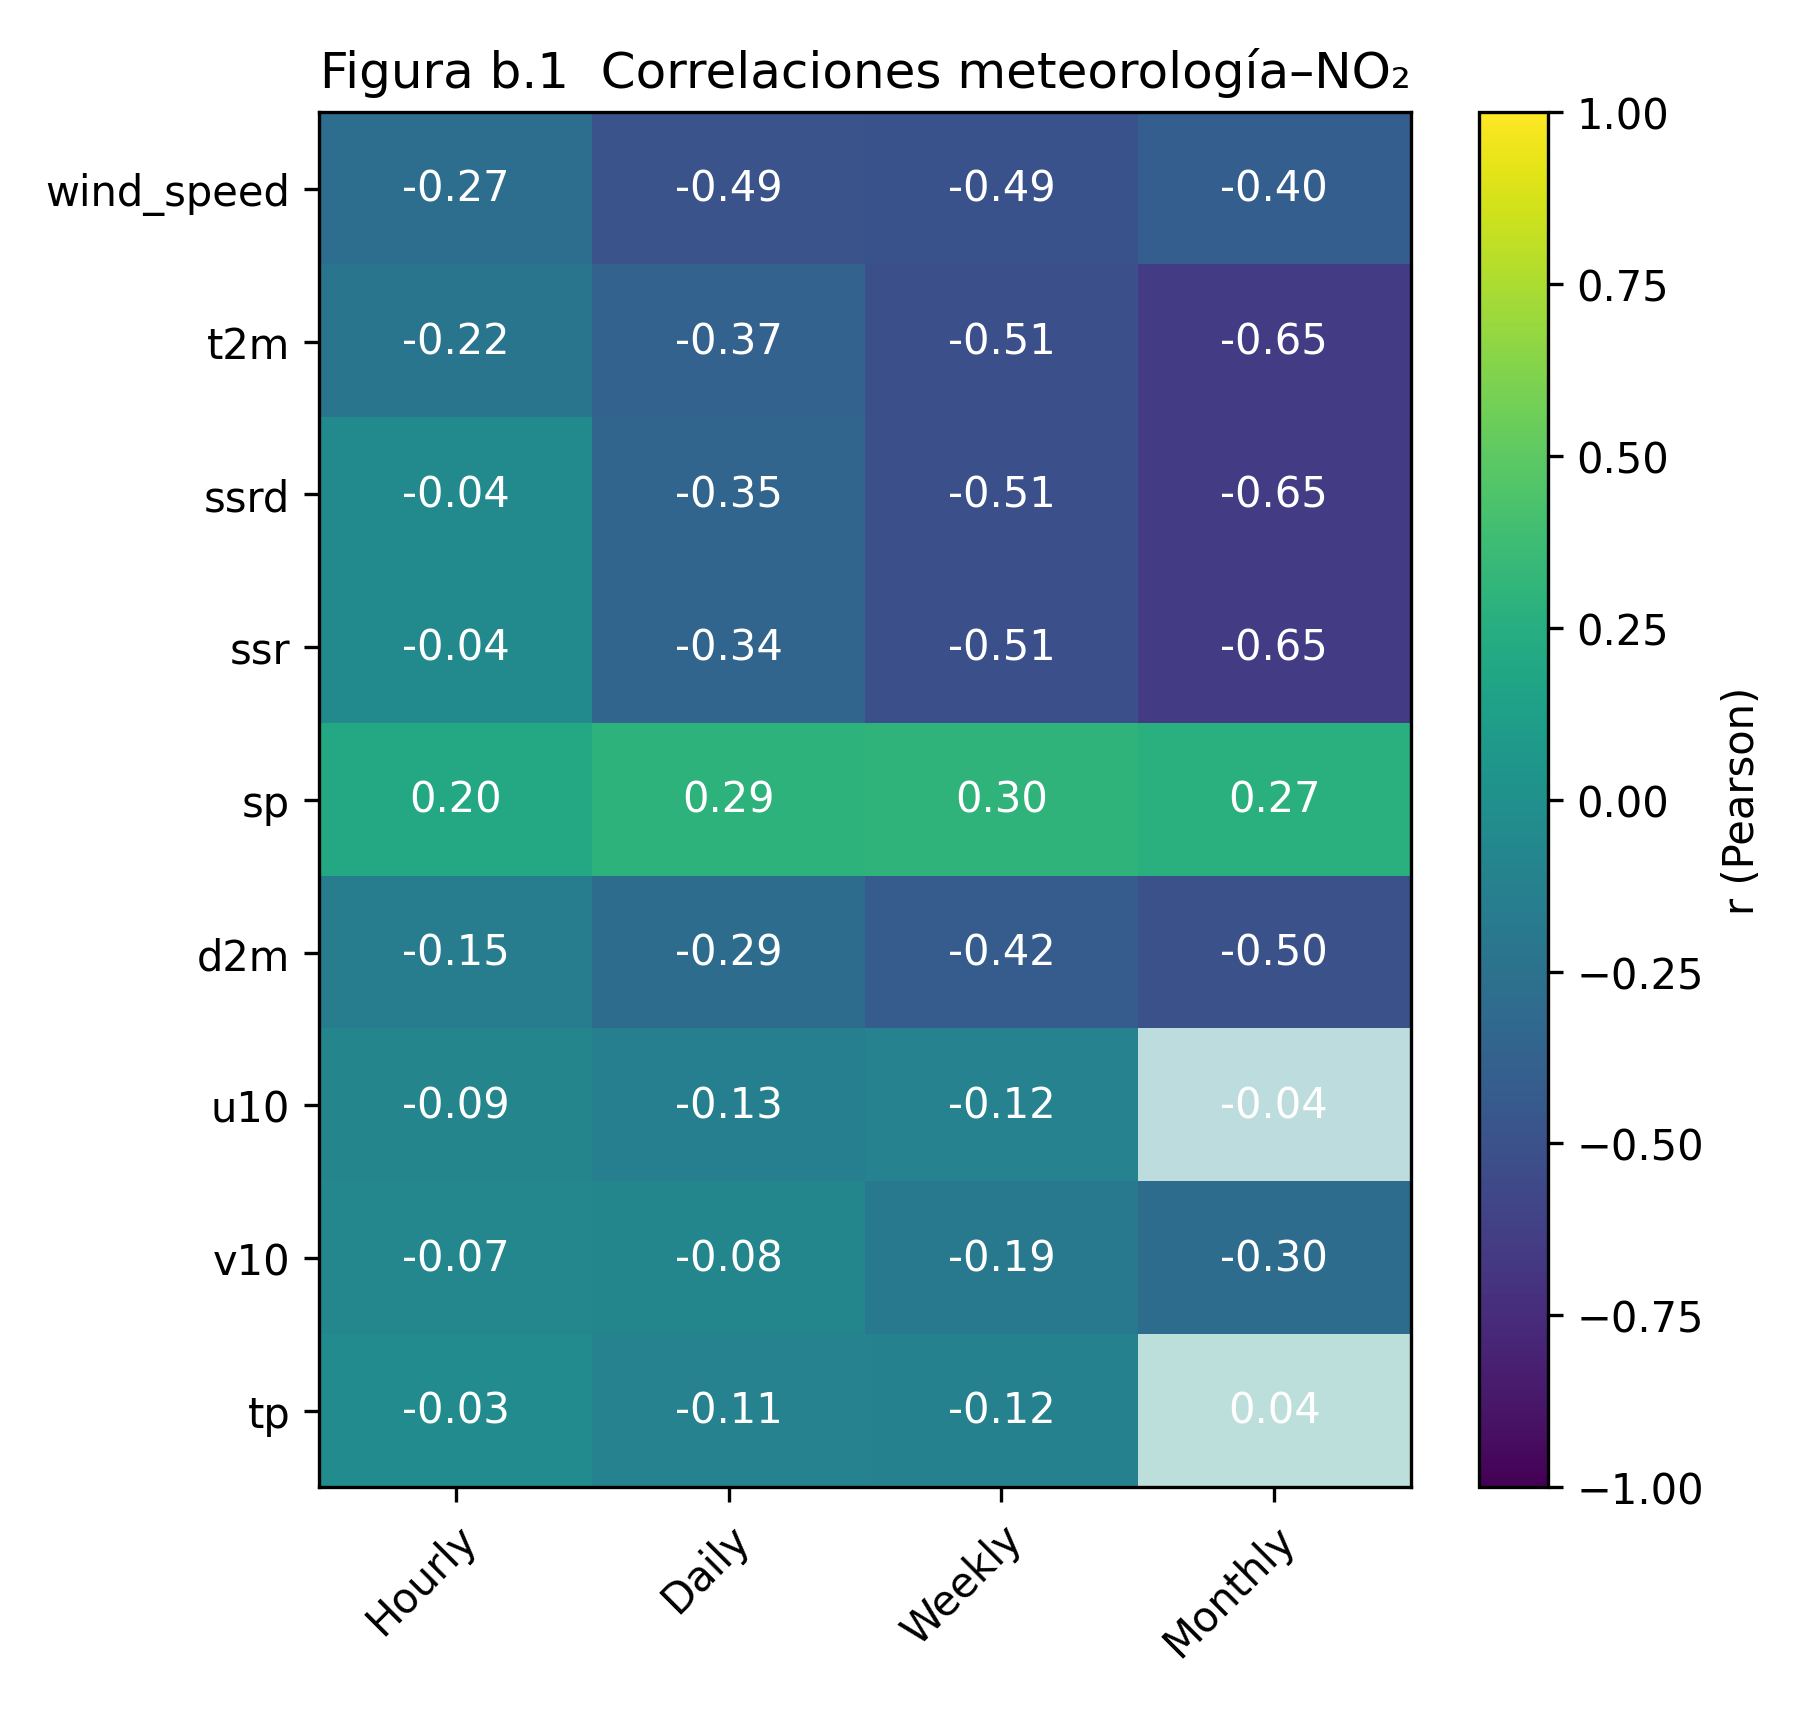 Figura b.1  Correlaciones meteorología–NO₂
wind_speed -0.27 -0.49 -0.49 -0.40
t2m -0.22 -0.37 -0.51 -0.65
ssrd -0.04 -0.35 -0.51 -0.65
ssr -0.04 -0.34 -0.51 -0.65
sp 0.20 0.29 0.30 0.27
d2m -0.15 -0.29 -0.42 -0.50
u10 -0.09 -0.13 -0.12 -0.04
v10 -0.07 -0.08 -0.19 -0.30
tp -0.03 -0.11 -0.12 0.04
Hourly Daily Weekly Monthly
1.00
0.75
0.50
0.25
0.00
−0.25
−0.50
−0.75
−1.00
r (Pearson)